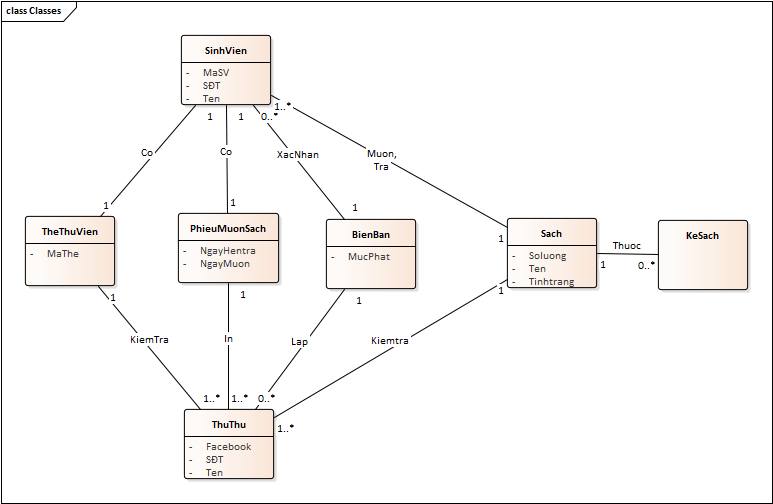 class Classes
SinhVien
- MaSV
- SĐT
- Ten
1
1
0..*
1..*
Co
Co
XacNhan
Muon,
Tra
1
1
1
1
TheThuVien
- MaThe
PhieuMuonSach
- NgayHentra
- NgayMuon
BienBan
- MucPhat
Sach
- Soluong
- Ten
- Tinhtrang
Thuoc
1
0..*
KeSach
1
1
1
1
KiemTra
In
Lap
Kiemtra
1..*
1..*
0..*
1..*
ThuThu
- Facebook
- SĐT
- Ten